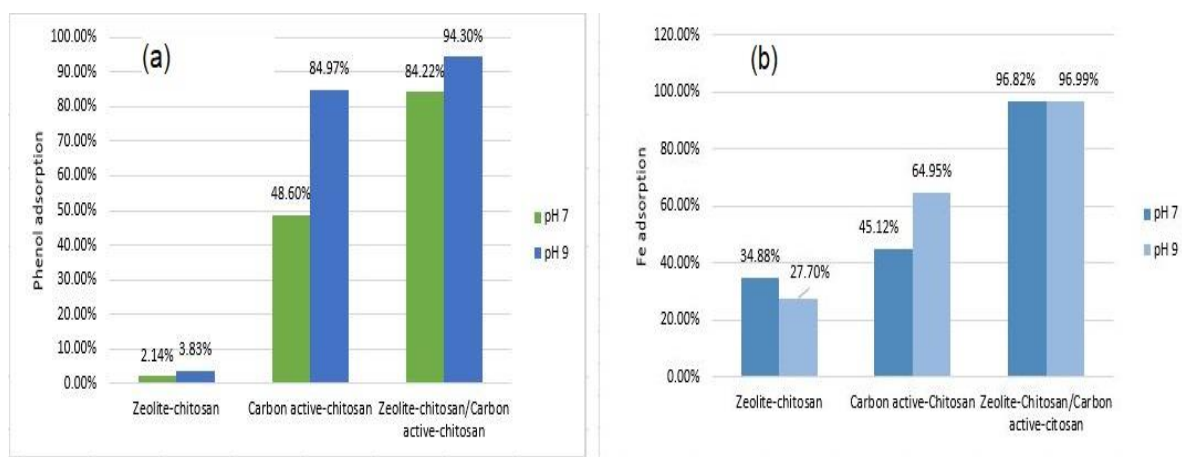 (a)
Phenol adsorption
100.00%
90.00%
80.00%
70.00%
60.00%
50.00%
40.00%
30.00%
20.00%
10.00%
0.00%
2.14%
3.83%
48.60%
84.97%
84.22%
94.30%
Zeolite-chitosan
Carbon active-chitosan
Zeolite-chitosan/Carbon
active-chitosan
pH 7
pH 9
(b)
Fe adsorption
120.00%
100.00%
80.00%
60.00%
40.00%
20.00%
0.00%
34.88%
27.70%
45.12%
64.95%
96.82%
96.99%
Zeolite-chitosan
Carbon active-Chitosan
Zeolite-Chitosan/Carbon
active-citosan
pH 7
pH 9